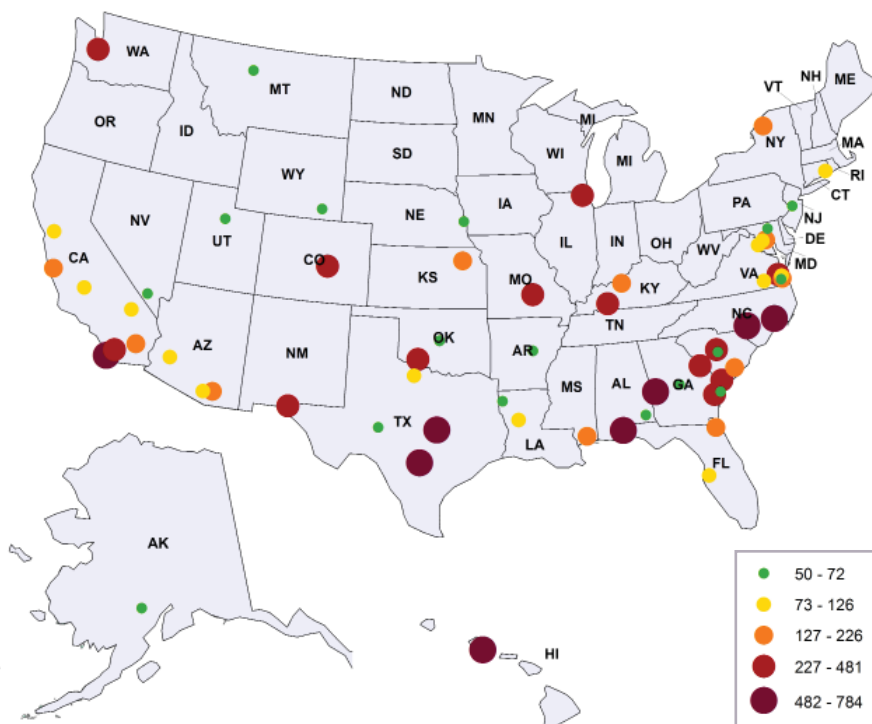 WA
MT
ND
MN
OR
ID
SD
WI
MI
MI
VT
NH
ME
NY
MA
RI
CT
WY
NE
IA
PA
NJ
NV
UT
CO
KS
MO
IL
IN
OH
WV
DE
MD
VA
KY
CA
AZ
NM
OK
AR
TN
NC
TX
LA
MS
AL
GA
FL
AK
HI
50 - 72
73 - 126
127 - 226
227 - 481
482 - 784